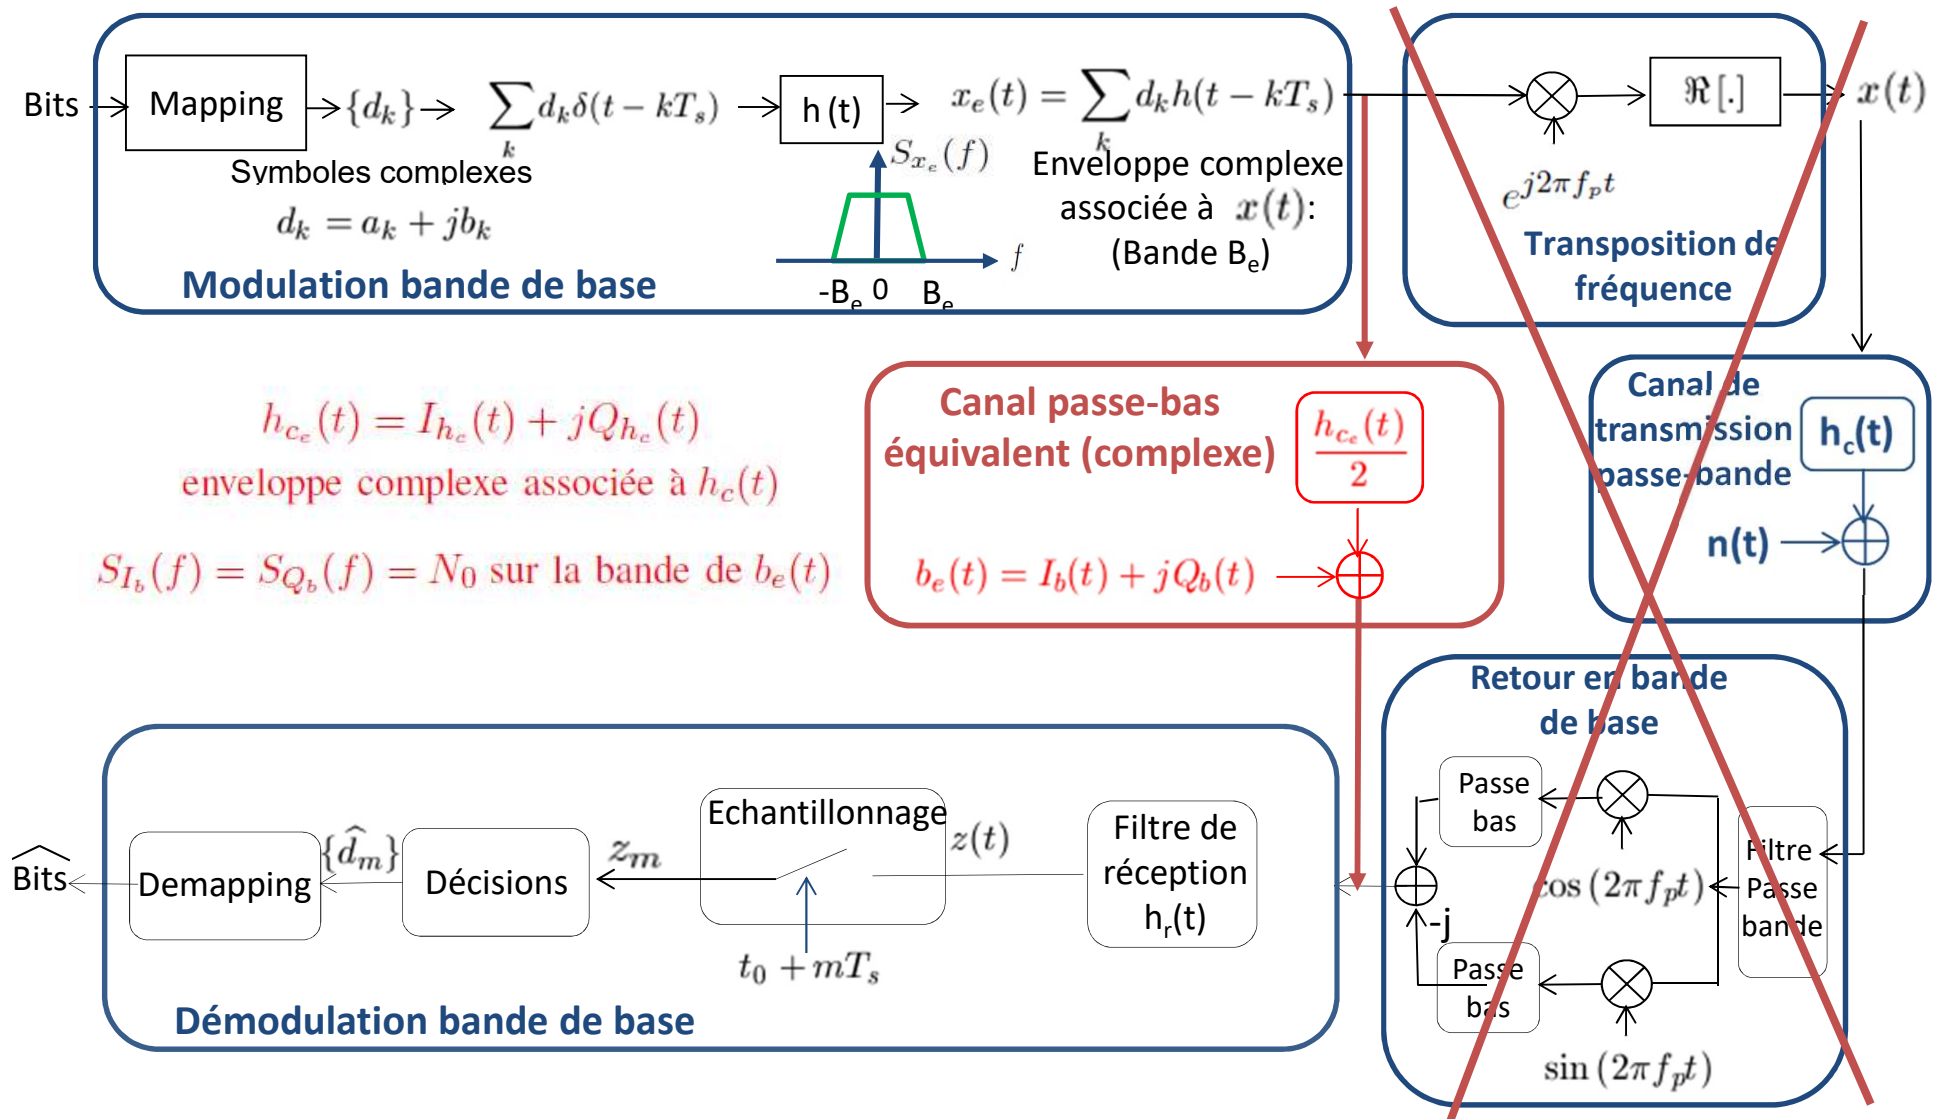 Bits
Mapping
{d_k}
∑_k d_k δ(t − kT_s)
h (t)
x_e(t) = ∑_k d_k h(t − kT_s)
ℜ [.]
x(t)
e^{j2πf_p t}
Symboles complexes
d_k = a_k + jb_k
S_{x_e}(f)
f
-B_e 0 B_e
Enveloppe complexe
associée à x(t):
(Bande B_e)
Modulation bande de base
Transposition de
fréquence
h_{c_e}(t) = I_{h_c}(t) + jQ_{h_c}(t)
enveloppe complexe associée à h_c(t)
S_{I_b}(f) = S_{Q_b}(f) = N_0 sur la bande de b_e(t)
Canal passe-bas
équivalent (complexe)
h_{c_e}(t)
2
b_e(t) = I_b(t) + jQ_b(t)
Canal de
transmission
passe-bande
h_c(t)
n(t)
Retour en bande
de base
Passe
bas
cos (2πf_p t)
Filtre
Passe
bande
-j
Passe
bas
sin (2πf_p t)
Filtre de
réception
h_r(t)
z(t)
Echantillonnage
t_0 + mT_s
z_m
Décisions
{\hat{d}_m}
Demapping
\widehat{Bits}
Démodulation bande de base